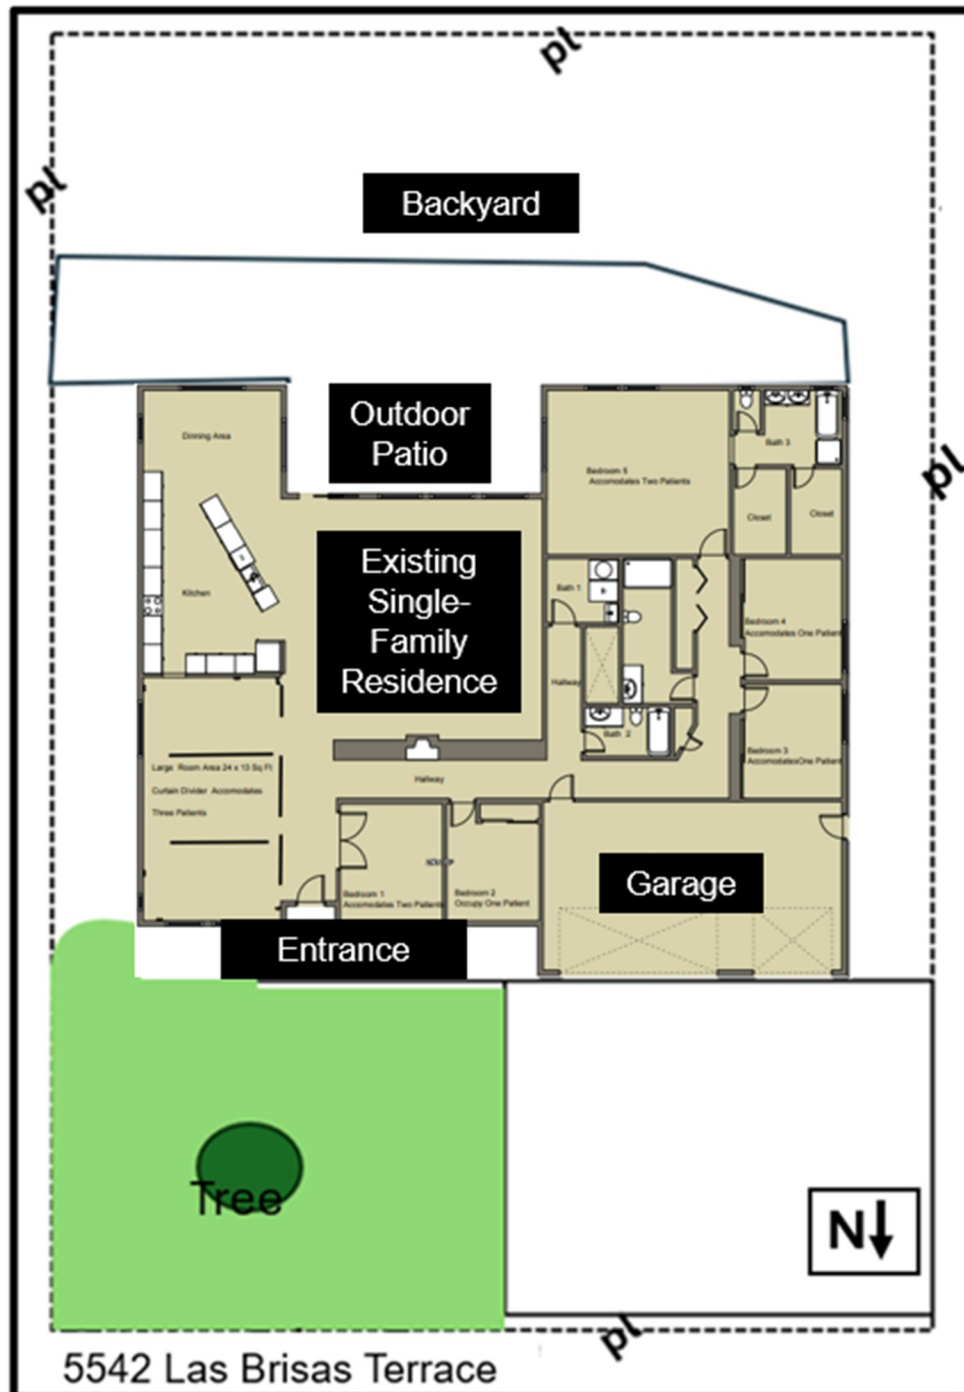 pl
pl
Backyard
Outdoor
Patio
Dinning Area
Bath 3
Bedroom 5
Accomodates Two Patients
Closet
Closet
Existing
Single-
Family
Residence
Kitchen
Bath 1
Bedroom 4
Accomodates One Patient
pl
Hallway
Bath 2
Bedroom 3
AccomodatesOne Patient
Large Room Area 24 x 13 Sq Ft
Curtain Divider Accomodates
Three Patients
Hallway
Bedroom 1
Accomodates Two Patients
Bedroom 2
Occupy One Patient
Garage
Entrance
Tree
N
pl
5542 Las Brisas Terrace